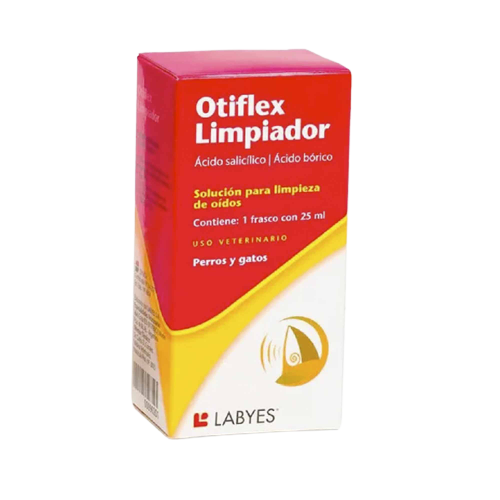 Otiflex
Limpiador
Ácido salicílico | Ácido bórico
Solución para limpieza
de oídos
Contiene: 1 frasco con 25 ml
USO VETERINARIO
Perros y gatos
LABYES